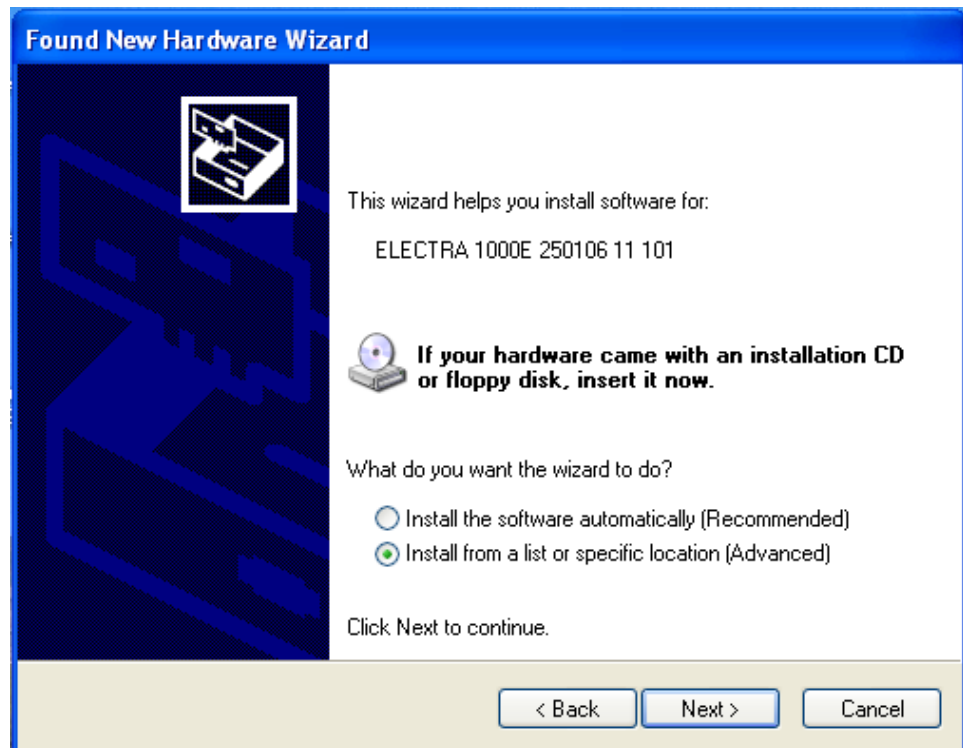 Found New Hardware Wizard
This wizard helps you install software for:
ELECTRA 1000E 250106 11 101
If your hardware came with an installation CD
or floppy disk, insert it now.
What do you want the wizard to do?
Install the software automatically (Recommended)
Install from a list or specific location (Advanced)
Click Next to continue.
< Back Next > Cancel